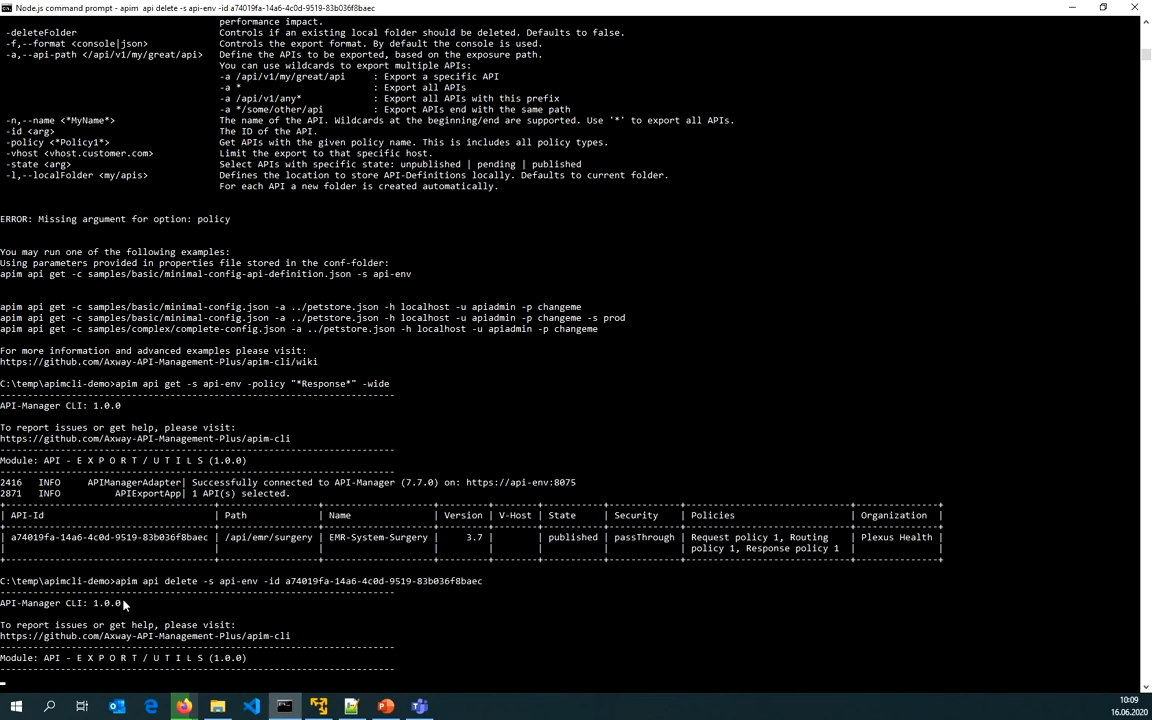 Node.js command prompt - apim  api delete -s api-env -id a74019fa-14a6-4c0d-9519-83b036f8baec
performance impact.
-deleteFolder Controls if an existing local folder should be deleted. Defaults to false.
-f,--format <console|json> Controls the export format. By default the console is used.
-a,--api-path </api/v1/my/great/api> Define the APIs to be exported, based on the exposure path.
You can use wildcards to export multiple APIs:
-a /api/v1/my/great/api : Export a specific API
-a * : Export all APIs
-a /api/v1/any* : Export all APIs with this prefix
-a */some/other/api : Export APIs end with the same path
-n,--name <*MyName*> The name of the API. Wildcards at the beginning/end are supported. Use '*' to export all APIs.
-id <arg> The ID of the API.
-policy <*Policy1*> Get APIs with the given policy name. This is includes all policy types.
-vhost <vhost.customer.com> Limit the export to that specific host.
-state <arg> Select APIs with specific state: unpublished | pending | published
-l,--localFolder <my/apis> Defines the location to store API-Definitions locally. Defaults to current folder.
For each API a new folder is created automatically.
ERROR: Missing argument for option: policy
You may run one of the following examples:
Using parameters provided in properties file stored in the conf-folder:
apim api get -c samples/basic/minimal-config-api-definition.json -s api-env
apim api get -c samples/basic/minimal-config.json -a ../petstore.json -h localhost -u apiadmin -p changeme
apim api get -c samples/basic/minimal-config.json -a ../petstore.json -h localhost -u apiadmin -p changeme -s prod
apim api get -c samples/complex/complete-config.json -a ../petstore.json -h localhost -u apiadmin -p changeme
For more information and advanced examples please visit:
https://github.com/Axway-API-Management-Plus/apim-cli/wiki
C:\temp\apimcli-demo>apim api get -s api-env -policy "*Response*" -wide
API-Manager CLI: 1.0.0
To report issues or get help, please visit:
https://github.com/Axway-API-Management-Plus/apim-cli
Module: API - E X P O R T / U T I L S (1.0.0)
2416 INFO APIManagerAdapter| Successfully connected to API-Manager (7.7.0) on: https://api-env:8075
2871 INFO APIExportApp| 1 API(s) selected.
| API-Id | Path | Name | Version | V-Host | State | Security | Policies | Organization |
| a74019fa-14a6-4c0d-9519-83b036f8baec | /api/emr/surgery | EMR-System-Surgery | 3.7 | | published | passThrough | Request policy 1, Routing | Plexus Health |
| | | | | | | | policy 1, Response policy 1 | |
C:\temp\apimcli-demo>apim api delete -s api-env -id a74019fa-14a6-4c0d-9519-83b036f8baec
API-Manager CLI: 1.0.0
To report issues or get help, please visit:
https://github.com/Axway-API-Management-Plus/apim-cli
Module: API - E X P O R T / U T I L S (1.0.0)
10:09
16.06.2020